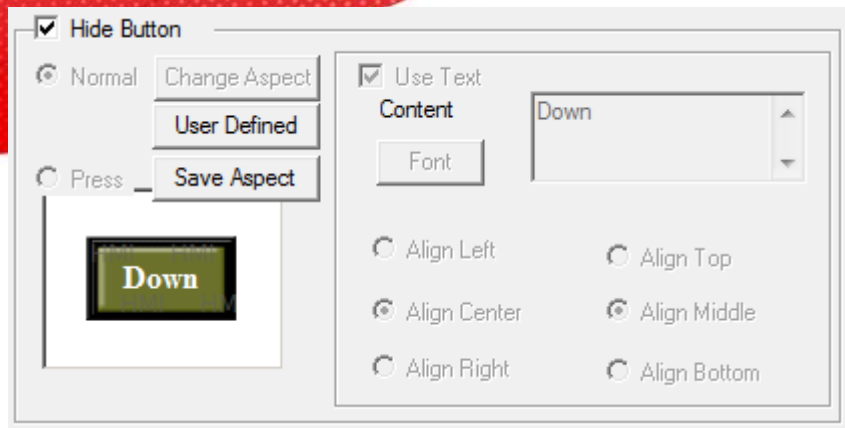 Hide Button
Normal Change Aspect
User Defined
Press Save Aspect
Down
Use Text
Content Down
Font
Align Left Align Top
Align Center Align Middle
Align Right Align Bottom